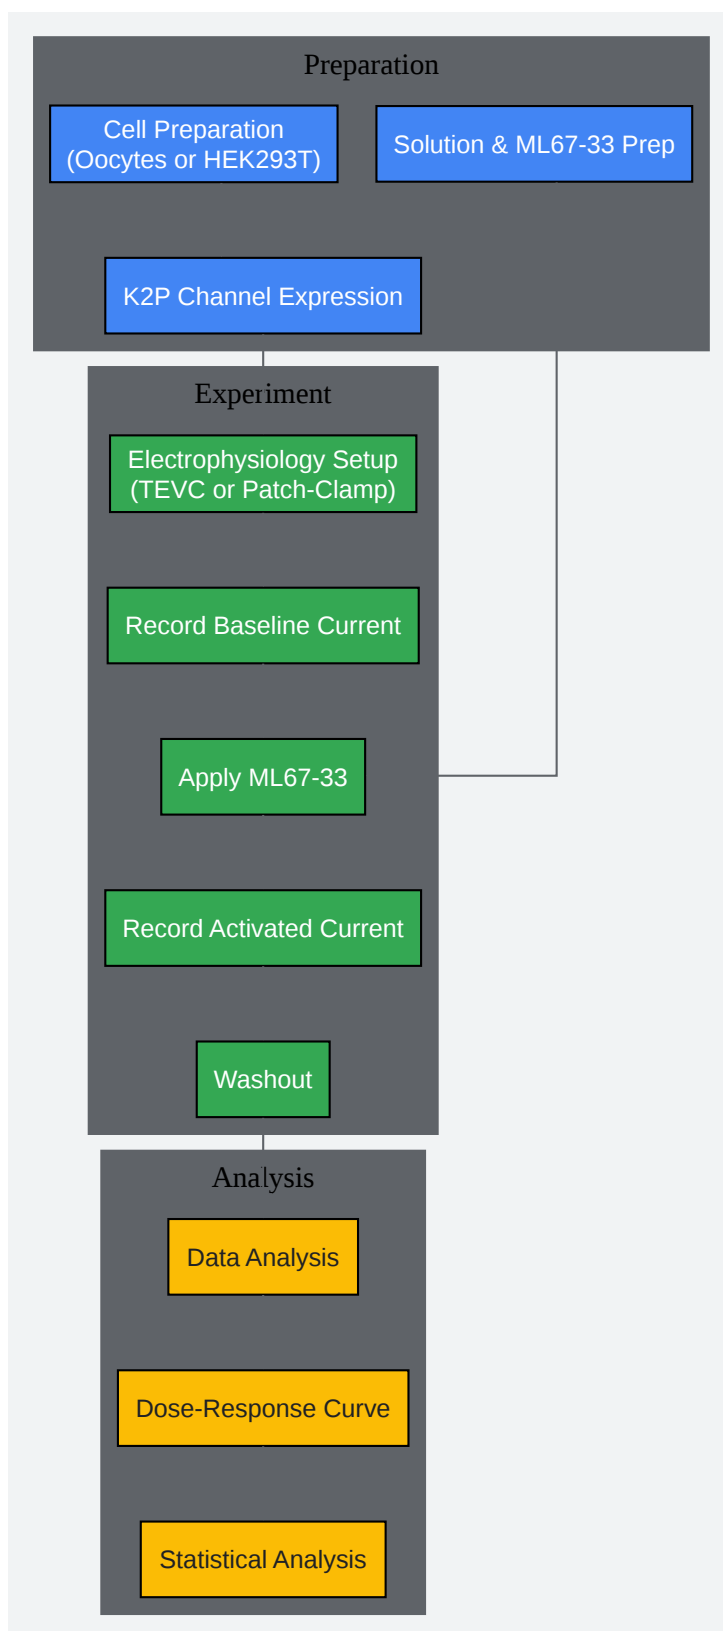 Preparation
Cell Preparation
(Oocytes or HEK293T)
Solution & ML67-33 Prep
K2P Channel Expression
Experiment
Electrophysiology Setup
(TEVC or Patch-Clamp)
Record Baseline Current
Apply ML67-33
Record Activated Current
Washout
Analysis
Data Analysis
Dose-Response Curve
Statistical Analysis